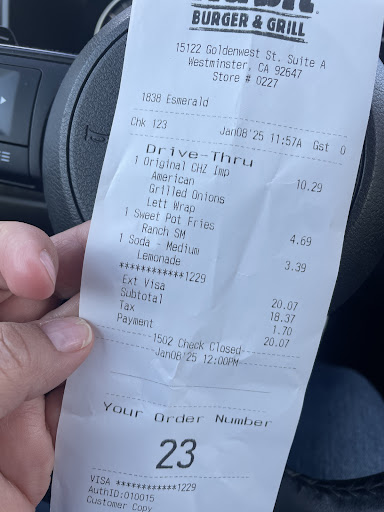 BURGER & GRILL
15122 Goldenwest St. Suite A
Westminster, CA 92647
Store # 0227
1838 Esmerald
Chk 123 Jan08'25 11:57A Gst 0
Drive-Thru
1 Original CHZ Imp 10.29
American
Grilled Onions
Lett Wrap
1 Sweet Pot Fries 4.69
Ranch SM
1 Soda - Medium 3.39
Lemonade
************1229
Ext Visa 20.07
Subtotal 18.37
Tax 1.70
Payment 20.07
----1502 Check Closed----
Jan08'25 12:00PM
Your Order Number
23
VISA ************1229
AuthID:010015
Customer Copy